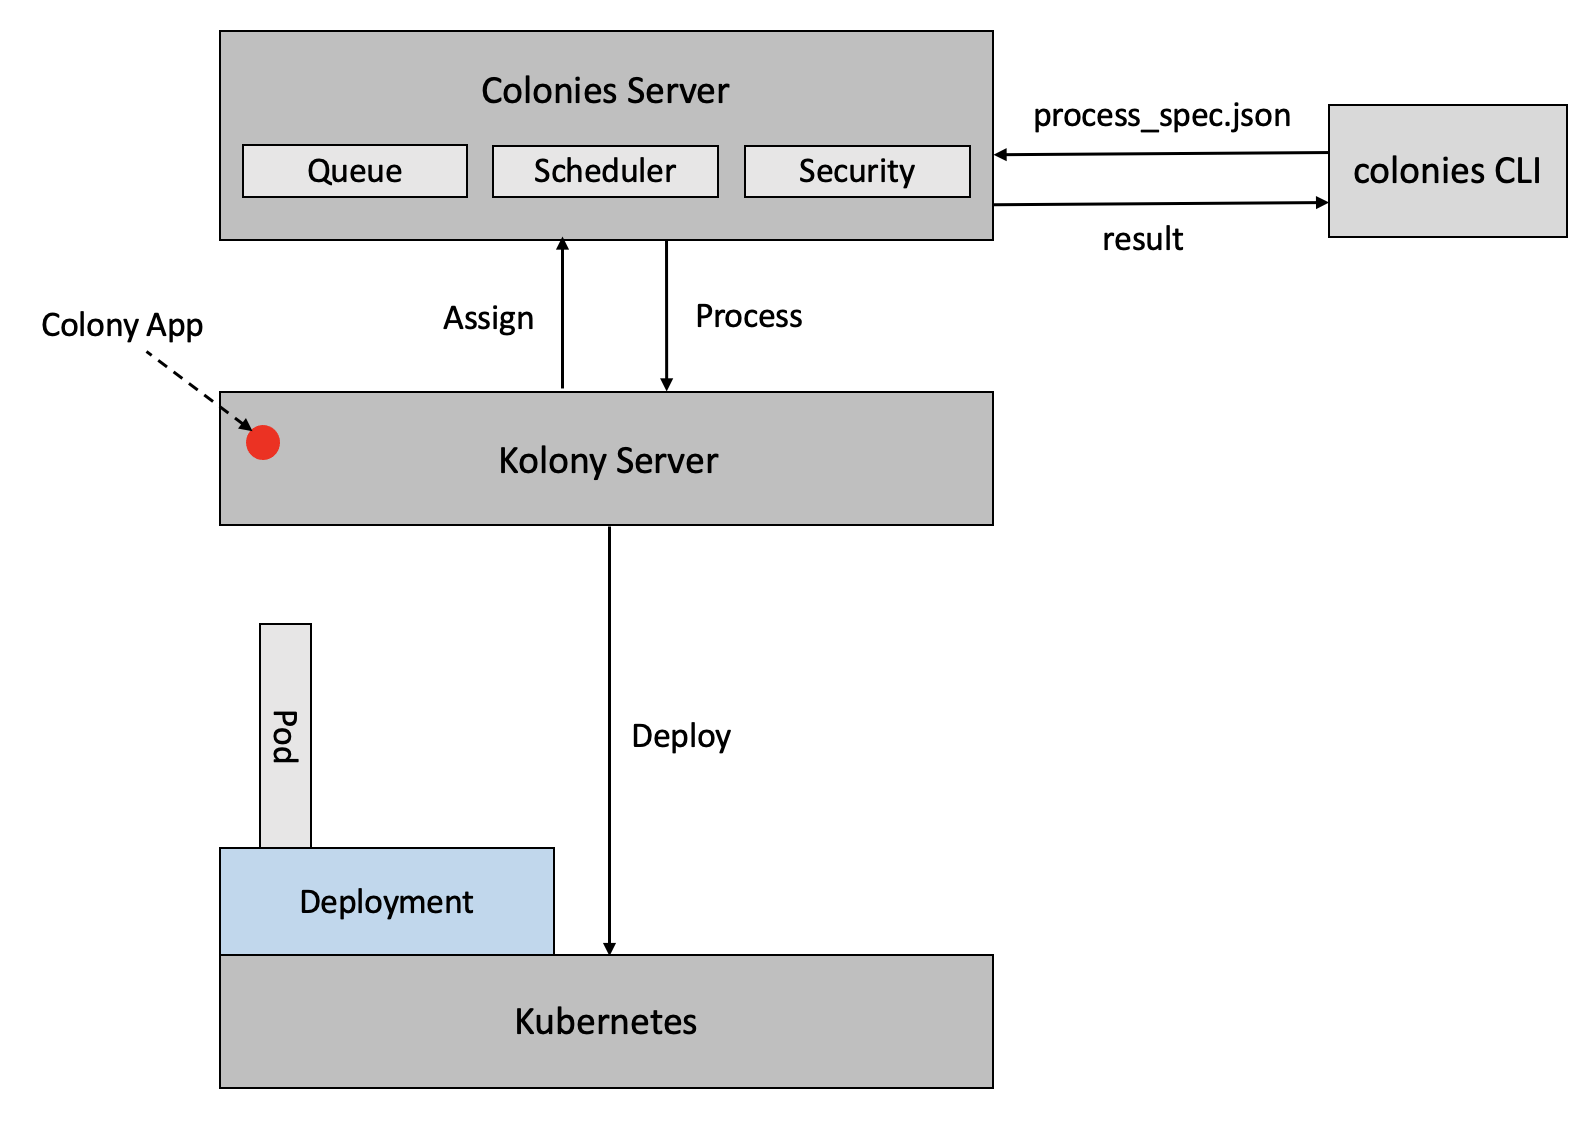 Colonies Server
Queue
Scheduler
Security
process_spec.json
colonies CLI
result
Assign
Process
Colony App
Kolony Server
Deploy
Pod
Deployment
Kubernetes